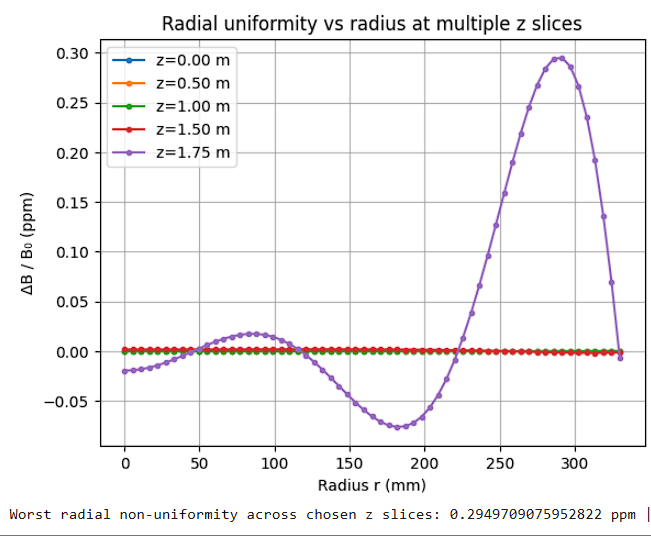 Radial uniformity vs radius at multiple z slices
0.30
0.25
0.20
0.15
0.10
0.05
0.00
−0.05
ΔB / B₀ (ppm)
z=0.00 m
z=0.50 m
z=1.00 m
z=1.50 m
z=1.75 m
0 50 100 150 200 250 300
Radius r (mm)
Worst radial non-uniformity across chosen z slices: 0.2949709075952822 ppm |